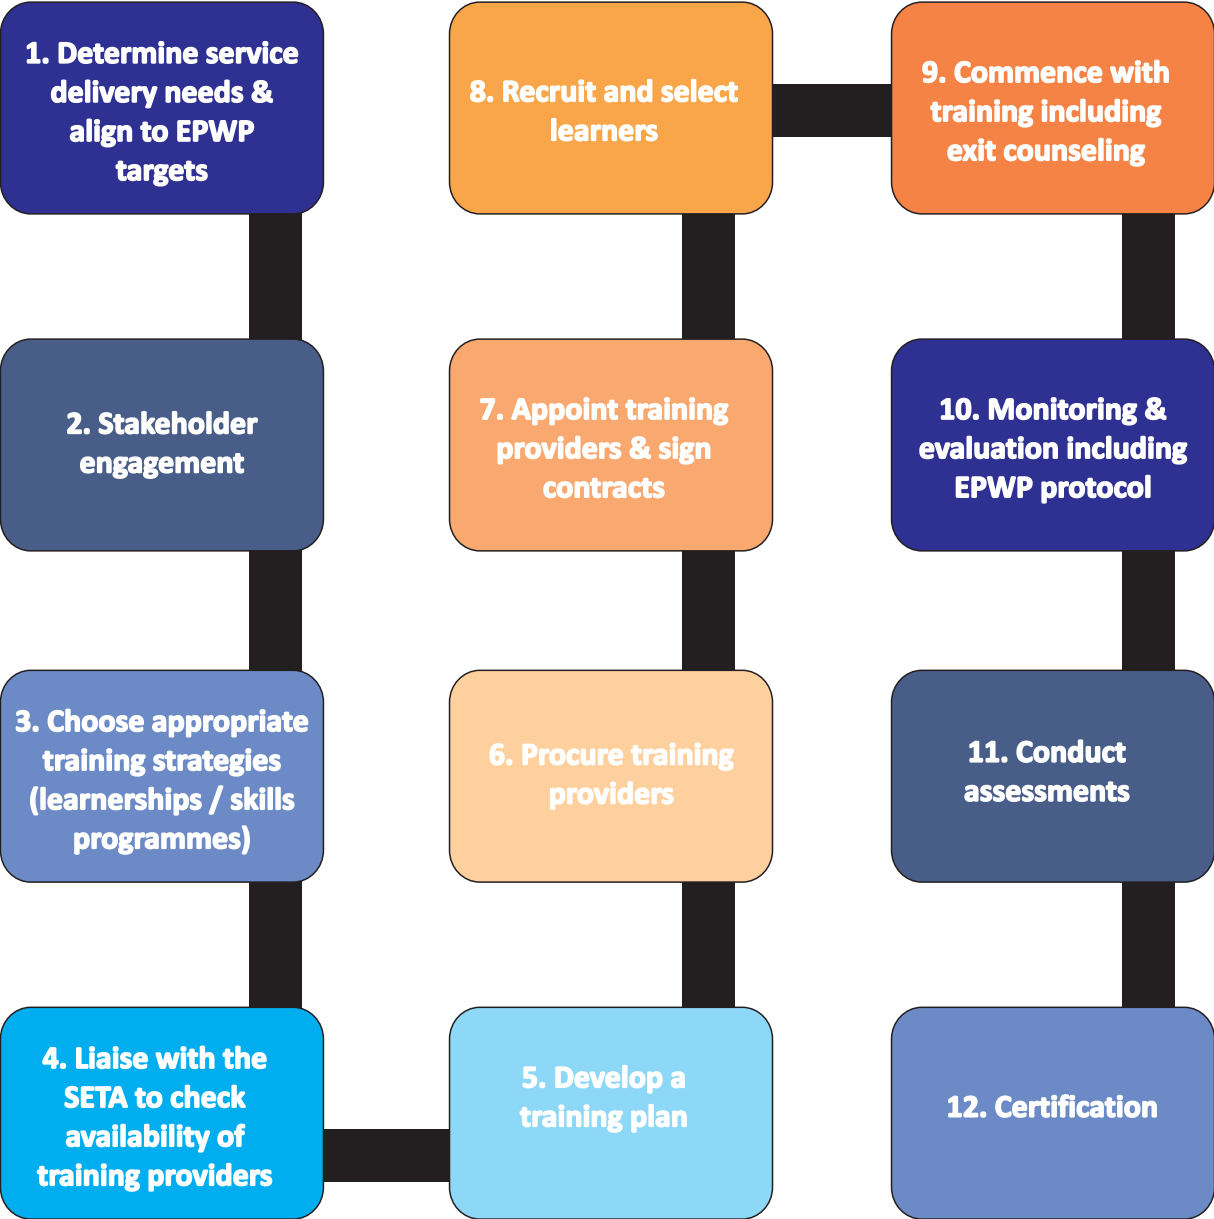 1. Determine service
delivery needs &
align to EPWP
targets
2. Stakeholder
engagement
3. Choose appropriate
training strategies
(learnerships / skills
programmes)
4. Liaise with the
SETA to check
availability of
training providers
5. Develop a
training plan
6. Procure training
providers
7. Appoint training
providers & sign
contracts
8. Recruit and select
learners
9. Commence with
training including
exit counseling
10. Monitoring &
evaluation including
EPWP protocol
11. Conduct
assessments
12. Certification